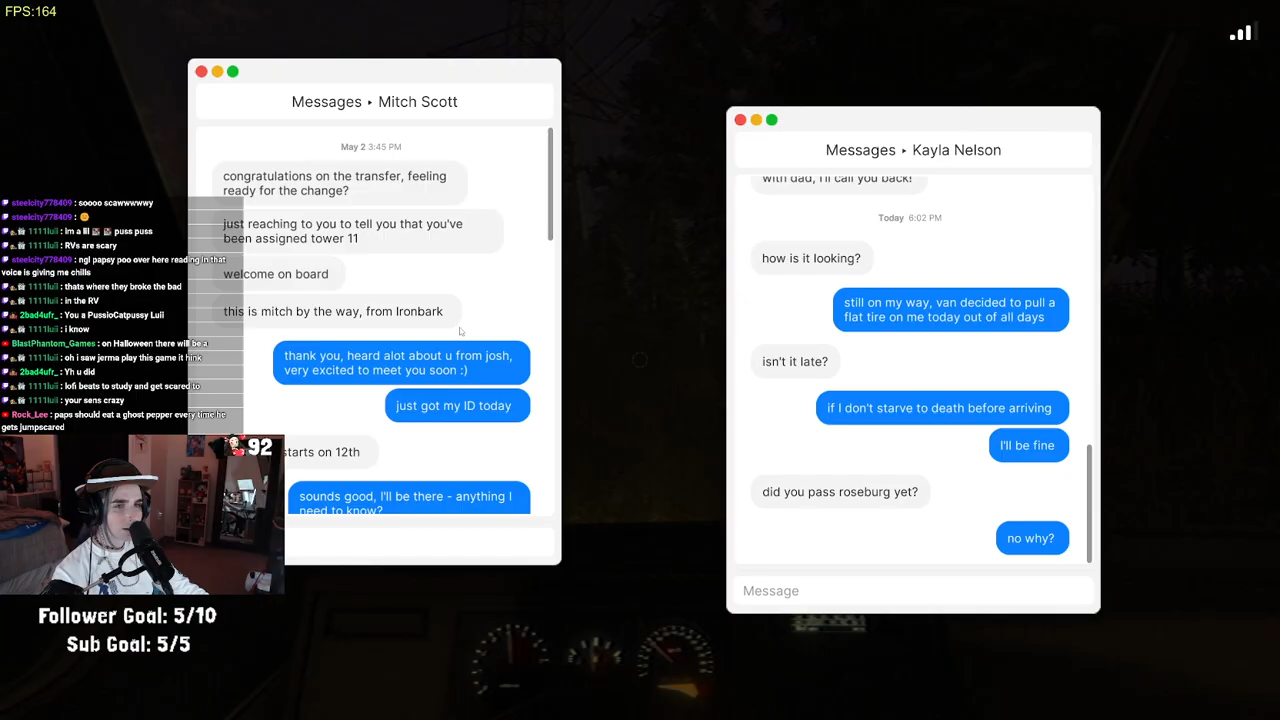 FPS:164
Messages ▸ Mitch Scott
May 2 3:45 PM
congratulations on the transfer, feeling
ready for the change?
just reaching to you to tell you that you've
been assigned tower 11
welcome on board
this is mitch by the way, from Ironbark
thank you, heard alot about u from josh,
very excited to meet you soon :)
just got my ID today
starts on 12th
sounds good, I'll be there - anything I
need to know?
Messages ▸ Kayla Nelson
with dad, I'll call you back!
Today 6:02 PM
how is it looking?
still on my way, van decided to pull a
flat tire on me today out of all days
isn't it late?
if I don't starve to death before arriving
I'll be fine
did you pass roseburg yet?
no why?
Message
steelcity778409 : soooo scawwwwwy
steelcity778409 :
1111luii : im a lil puss puss
1111luii : RVs are scary
steelcity778409 : ngl papsy poo over here reading in that
voice is giving me chills
1111luii : thats where they broke the bad
1111luii : in the RV
2bad4ufr_ : You a PussioCatpussy Luii
1111luii : i know
BlastPhantom_Games : on Halloween there will be a
1111luii : oh i saw jerma play this game it think
2bad4ufr_ : Yh u did
1111luii : lofi beats to study and get scared to
1111luii : your sens crazy
Rock_Lee : paps should eat a ghost pepper every time he
gets jumpscared
92
Follower Goal: 5/10
Sub Goal: 5/5